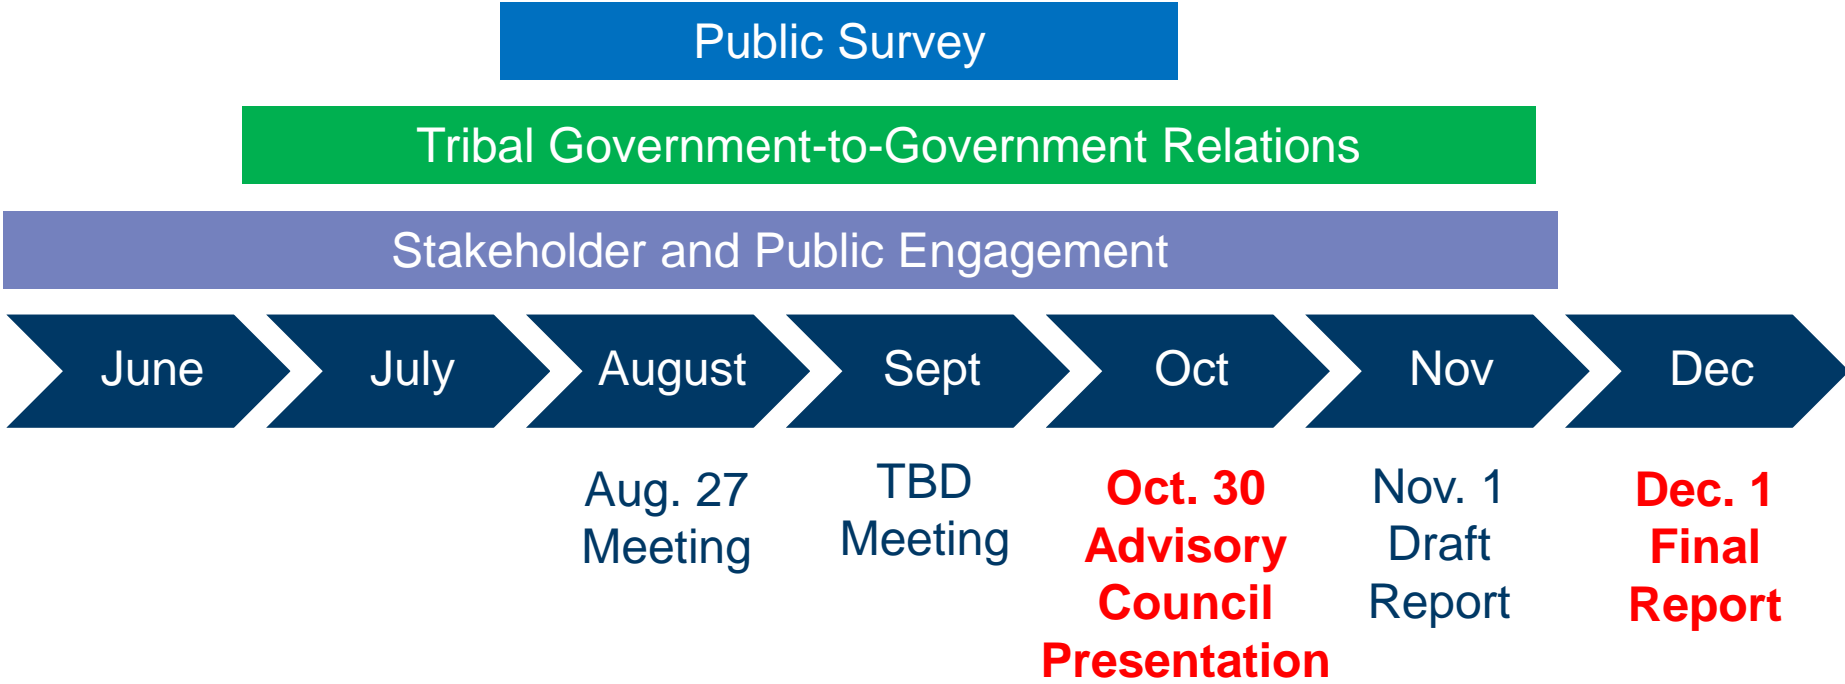 Public Survey
Tribal Government-to-Government Relations
Stakeholder and Public Engagement
June
July
August
Sept
Oct
Nov
Dec
Aug. 27
Meeting
TBD
Meeting
Oct. 30
Advisory
Council
Presentation
Nov. 1
Draft
Report
Dec. 1
Final
Report